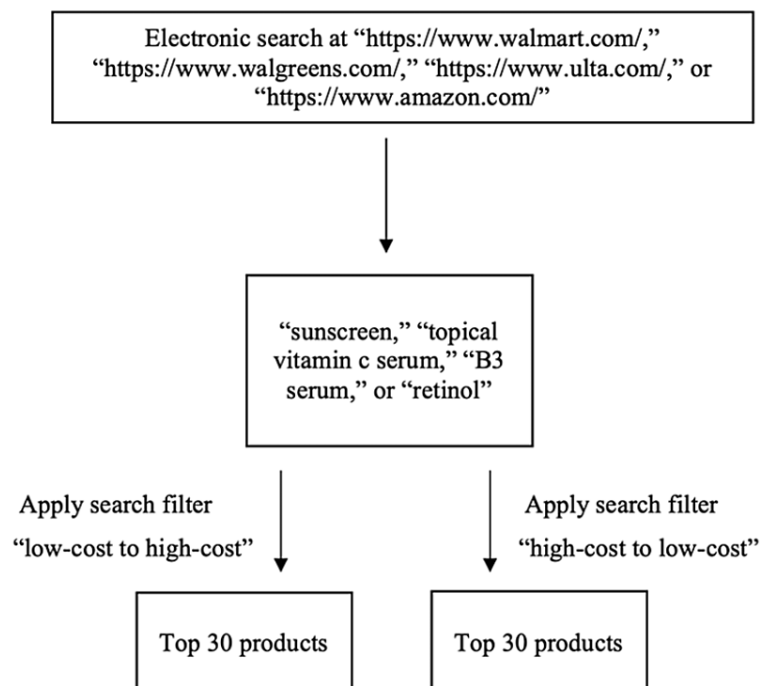 Electronic search at “https://www.walmart.com/,”
“https://www.walgreens.com/,” “https://www.ulta.com/,” or
“https://www.amazon.com/”
“sunscreen,” “topical
vitamin c serum,” “B3
serum,” or “retinol”
Apply search filter
“low-cost to high-cost”
Apply search filter
“high-cost to low-cost”
Top 30 products
Top 30 products